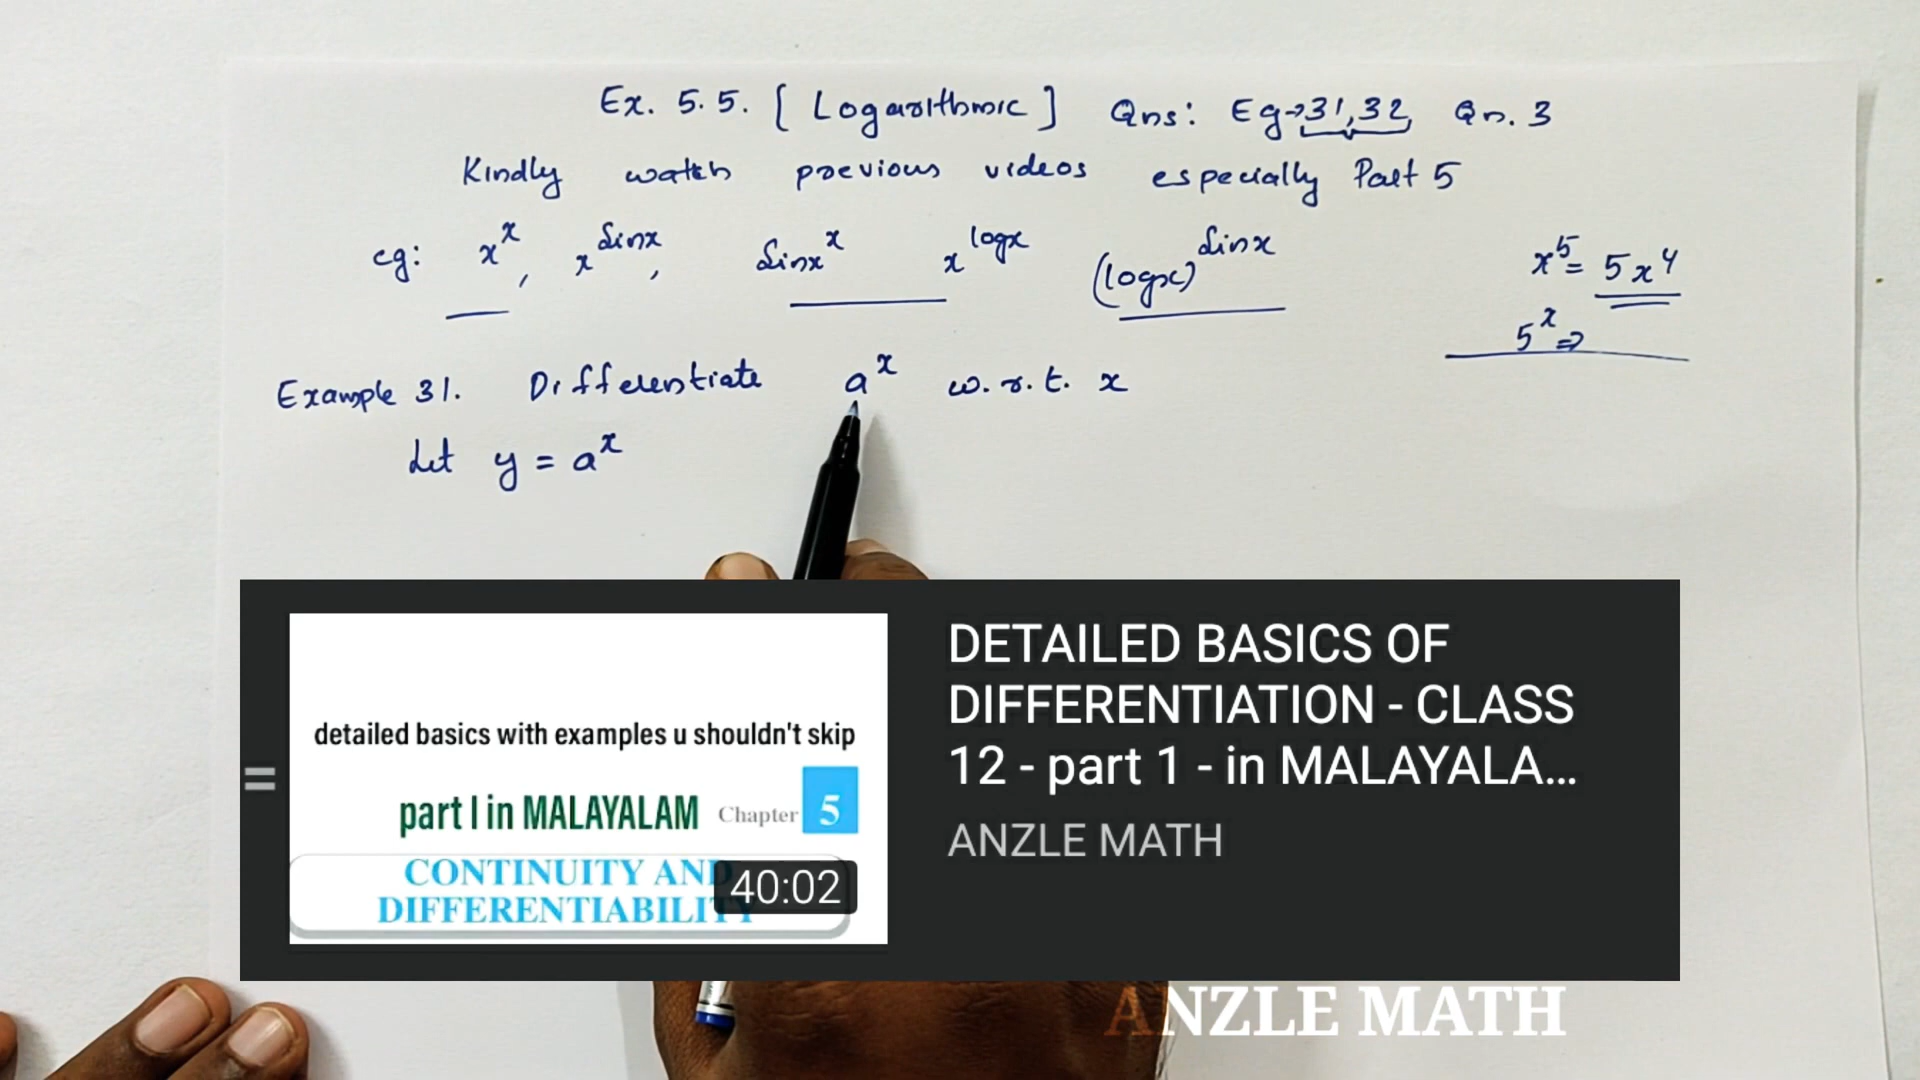 Ex. 5.5. [Logarithmic] Qns: Eg→31,32, Qn. 3
Kindly watch previous videos especially Part 5
eg: x^x, x^sinx, sinx^x x^logx (logx)^sinx
x^5 = 5x^4
5^x ⇒
Example 31. Differentiate a^x w.r.t. x
Let y = a^x
detailed basics with examples u shouldn't skip
part I in MALAYALAM Chapter 5
CONTINUITY AND
DIFFERENTIABILITY
40:02
DETAILED BASICS OF
DIFFERENTIATION - CLASS
12 - part 1 - in MALAYALA...
ANZLE MATH
ANZLE MATH